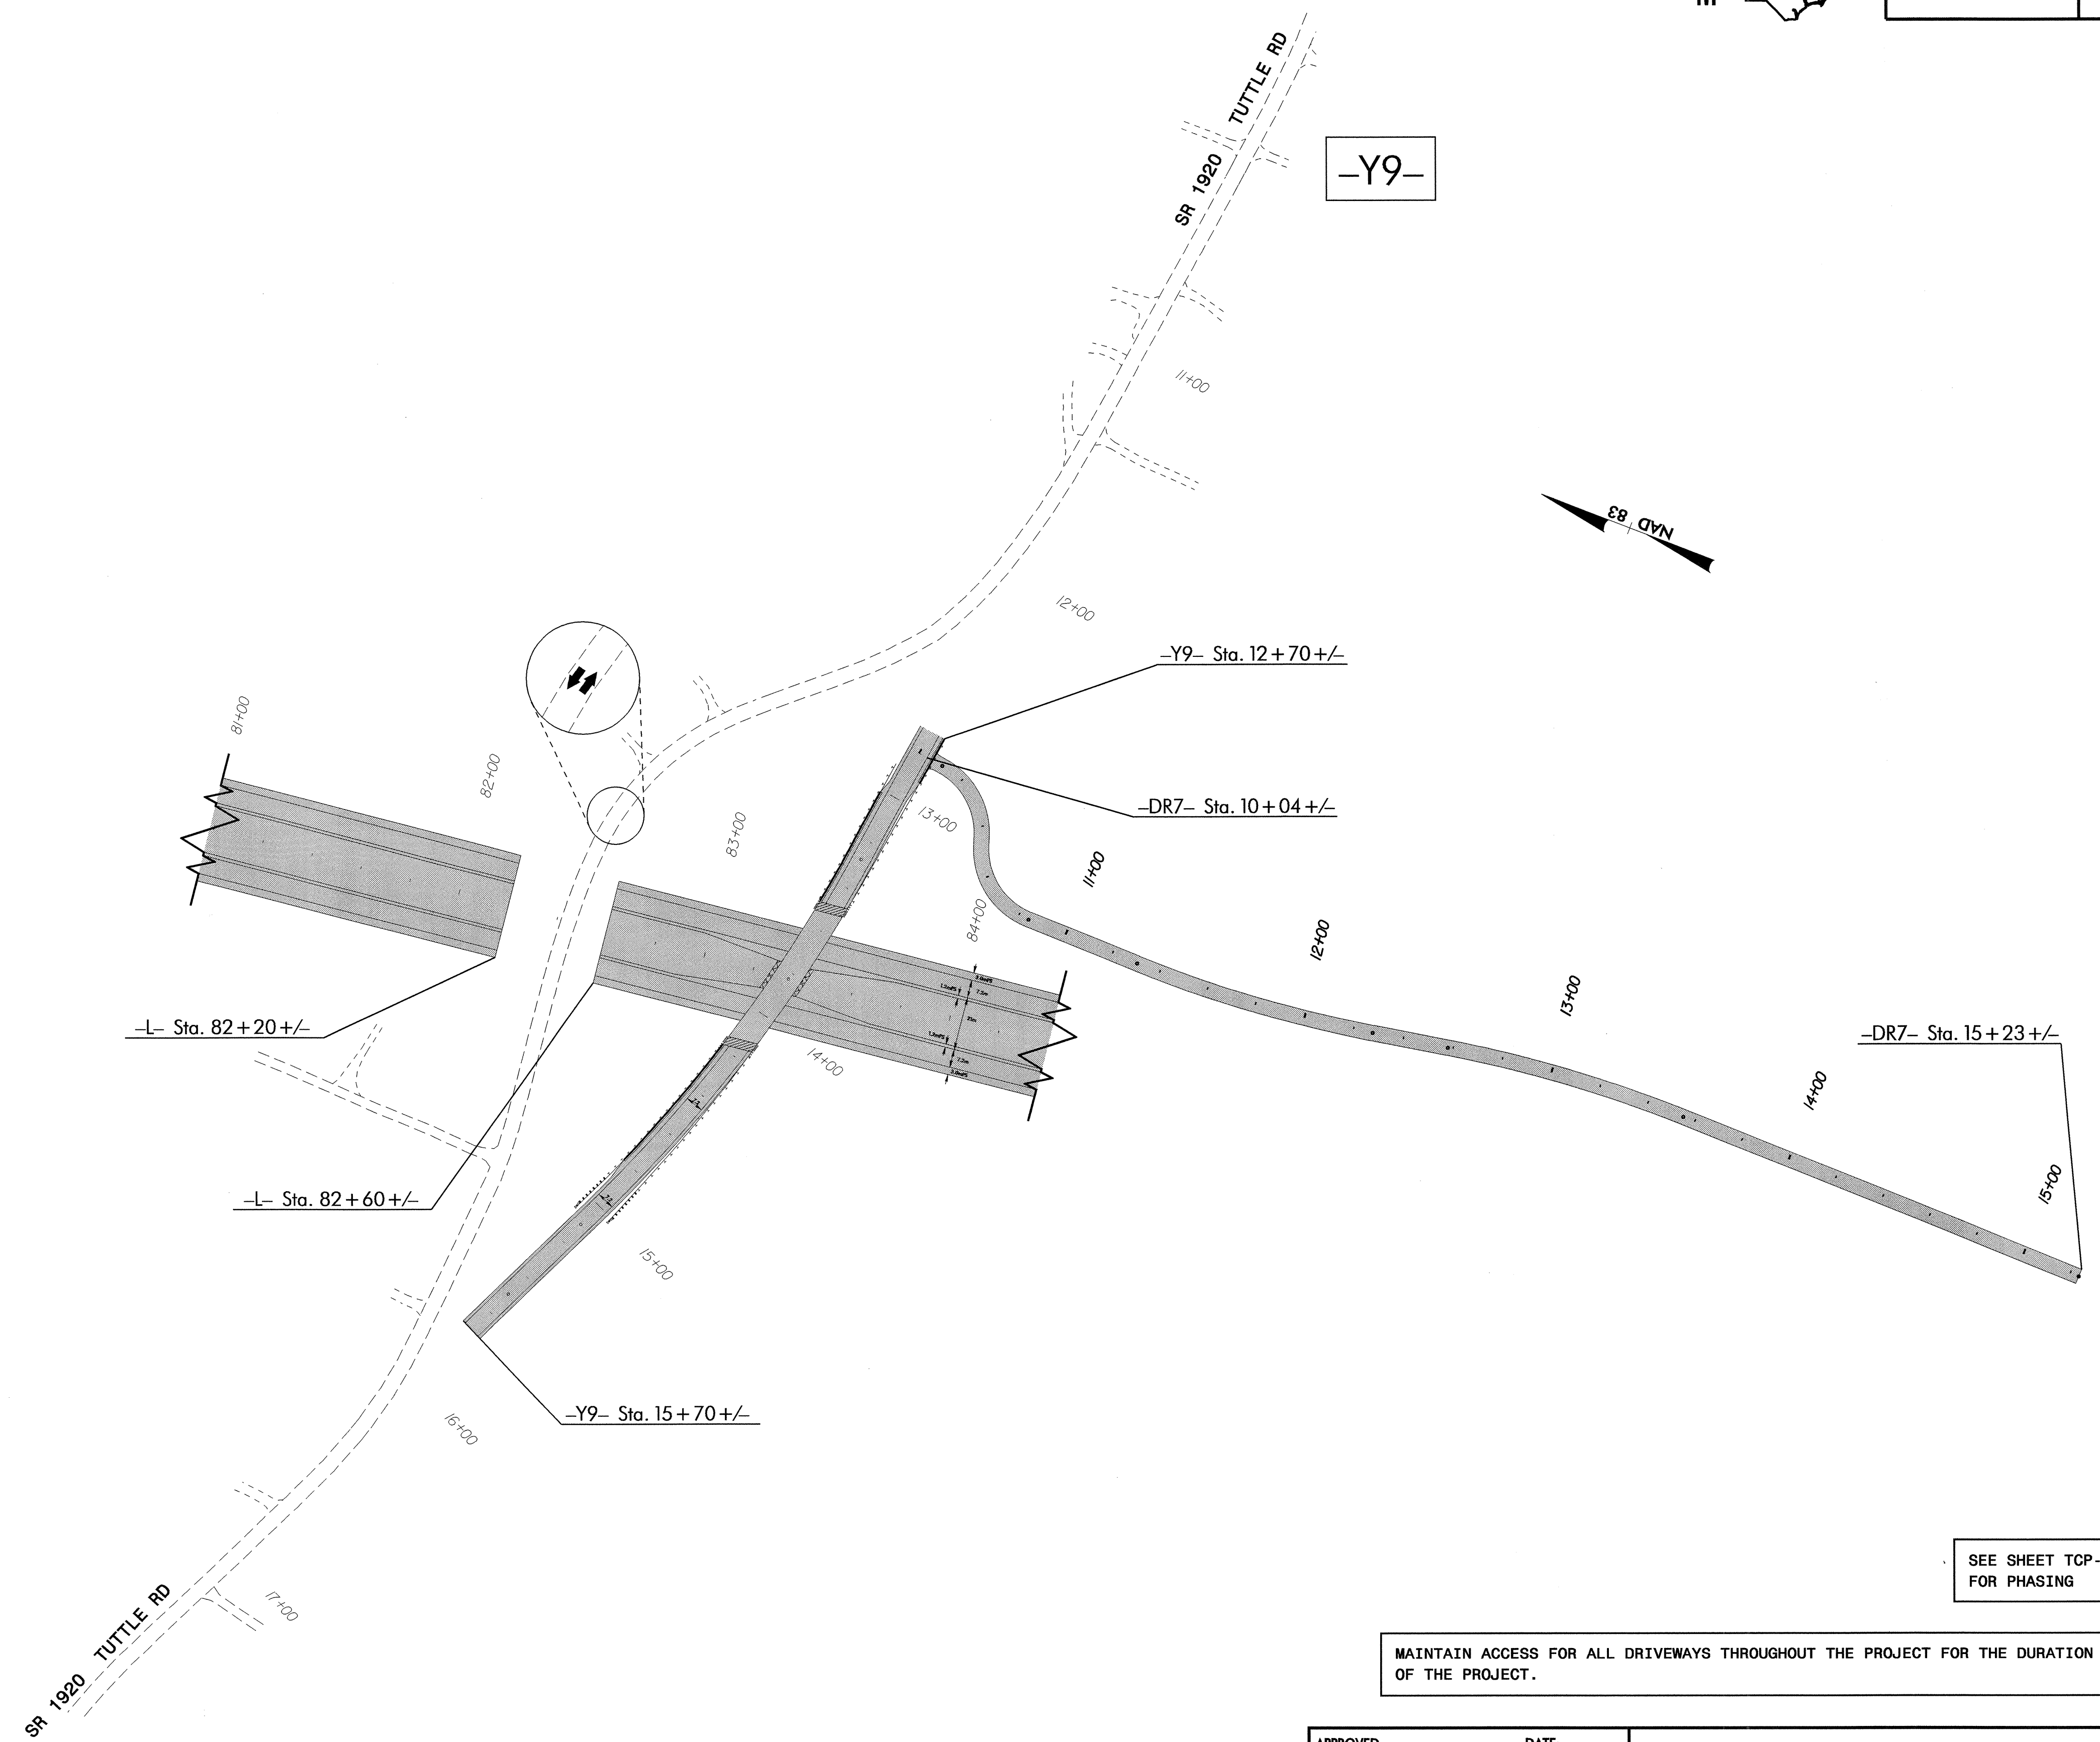 SR 1920 TUTTLE RD
–Y9–
11+00
NAD 83
12+00
–Y9– Sta. 12+70+/–
81+00
82+00
83+00
13+00
–DR7– Sta. 10+04+/–
11+00
84+00
12+00
13+00
–L– Sta. 82+20+/–
14+00
–DR7– Sta. 15+23+/–
14+00
15+00
–L– Sta. 82+60+/–
15+00
–Y9– Sta. 15+70+/–
16+00
17+00
SR 1920 TUTTLE RD
SEE SHEET TCP-
FOR PHASING
MAINTAIN ACCESS FOR ALL DRIVEWAYS THROUGHOUT THE PROJECT FOR THE DURATION
OF THE PROJECT.